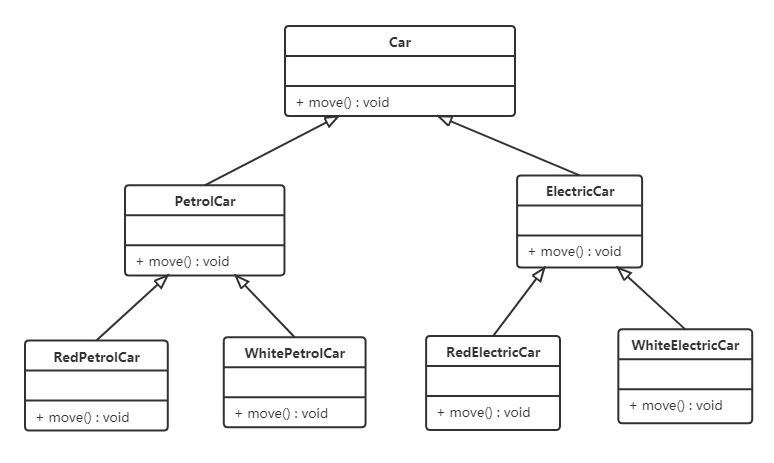 Car
+ move() : void
PetrolCar
+ move() : void
ElectricCar
+ move() : void
RedPetrolCar
+ move() : void
WhitePetrolCar
+ move() : void
RedElectricCar
+ move() : void
WhiteElectricCar
+ move() : void